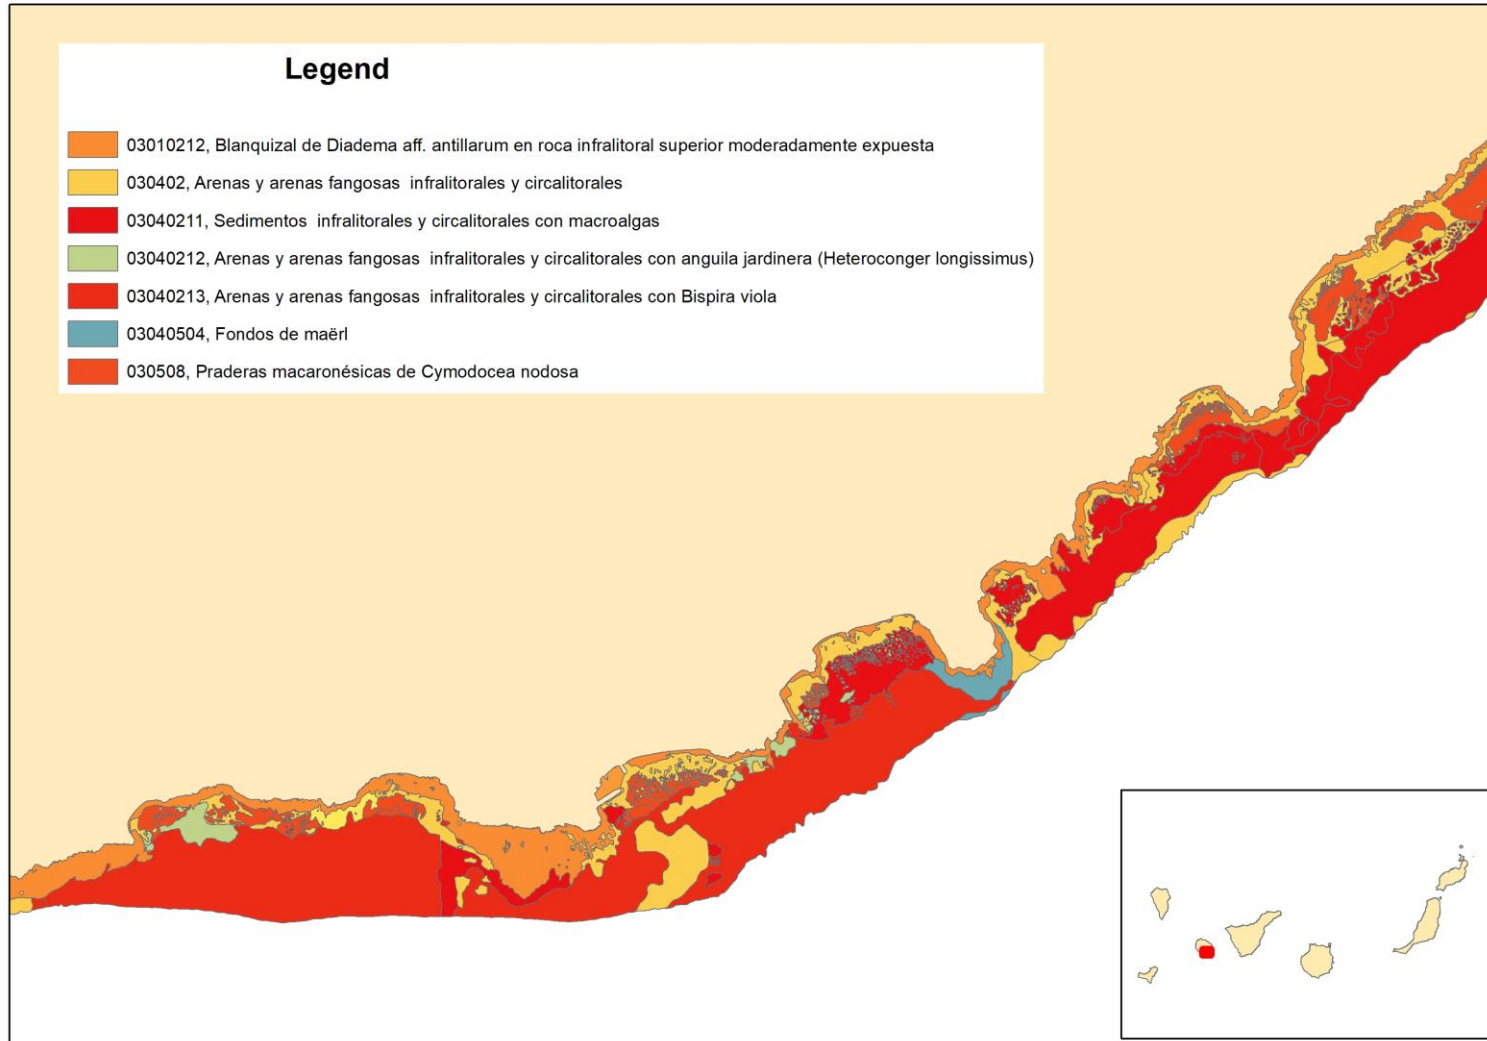 Legend
03010212, Blanquizal de Diadema aff. antillarum en roca infralitoral superior moderadamente expuesta
030402, Arenas y arenas fangosas infralitorales y circalitorales
03040211, Sedimentos infralitorales y circalitorales con macroalgas
03040212, Arenas y arenas fangosas infralitorales y circalitorales con anguila jardinera (Heteroconger longissimus)
03040213, Arenas y arenas fangosas infralitorales y circalitorales con Bispira viola
03040504, Fondos de maërl
030508, Praderas macaronésicas de Cymodocea nodosa